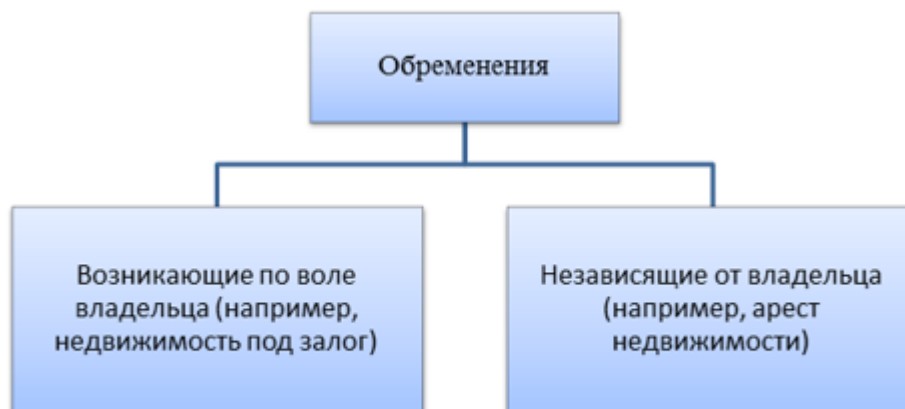 Обременения
Возникающие по воле
владельца (например,
недвижимость под залог)
Независящие от владельца
(например, арест
недвижимости)